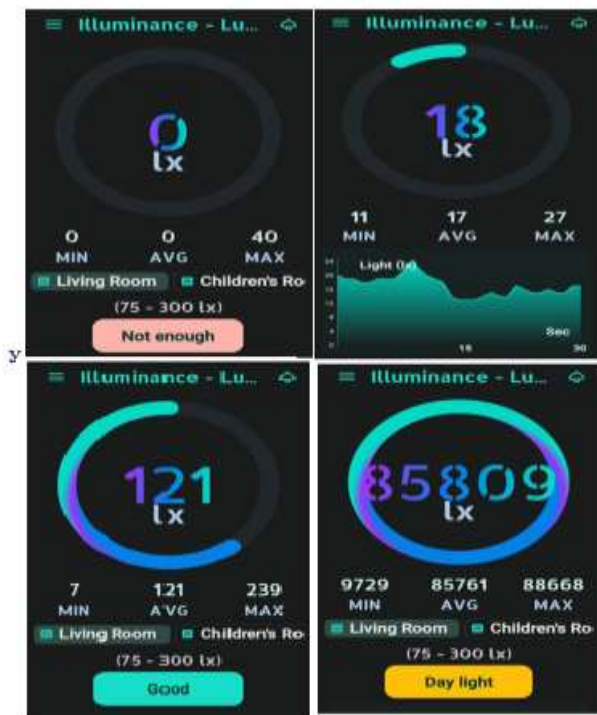 Illuminance - Lu...
0
lx
0 0 40
MIN AVG MAX
Living Room Children's Ro
(75 - 300 lx)
Not enough
Illuminance - Lu...
18
lx
11 17 27
MIN AVG MAX
Light (lx)
Sec
15 30
y
Illuminance - Lu...
121
lx
7 121 239
MIN AVG MAX
Living Room Children's Ro
(75 - 300 lx)
Good
Illuminance - Lu...
85809
lx
9729 85761 88668
MIN AVG MAX
Living Room Children's Ro
(75 - 300 lx)
Day light